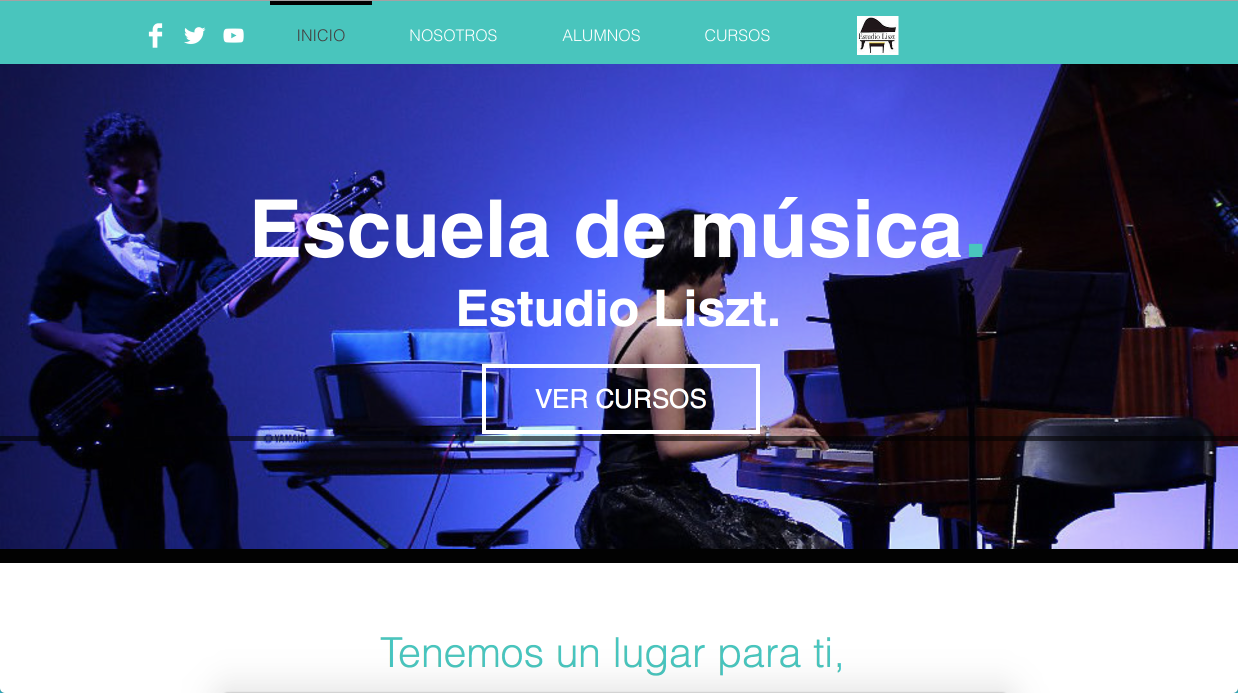 INICIO
NOSOTROS
ALUMNOS
CURSOS
Estudio Liszt
Escuela de música.
Estudio Liszt.
VER CURSOS
YAMAHA
Tenemos un lugar para ti,